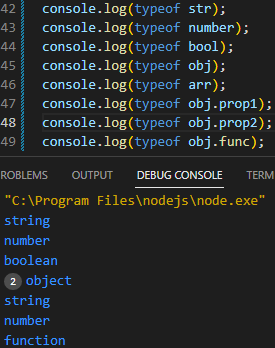 42 console.log(typeof str);
43 console.log(typeof number);
44 console.log(typeof bool);
45 console.log(typeof obj);
46 console.log(typeof arr);
47 console.log(typeof obj.prop1);
48 console.log(typeof obj.prop2);
49 console.log(typeof obj.func);
ROBLEMS OUTPUT DEBUG CONSOLE TERM
"C:\Program Files\nodejs\node.exe"
string
number
boolean
2 object
string
number
function